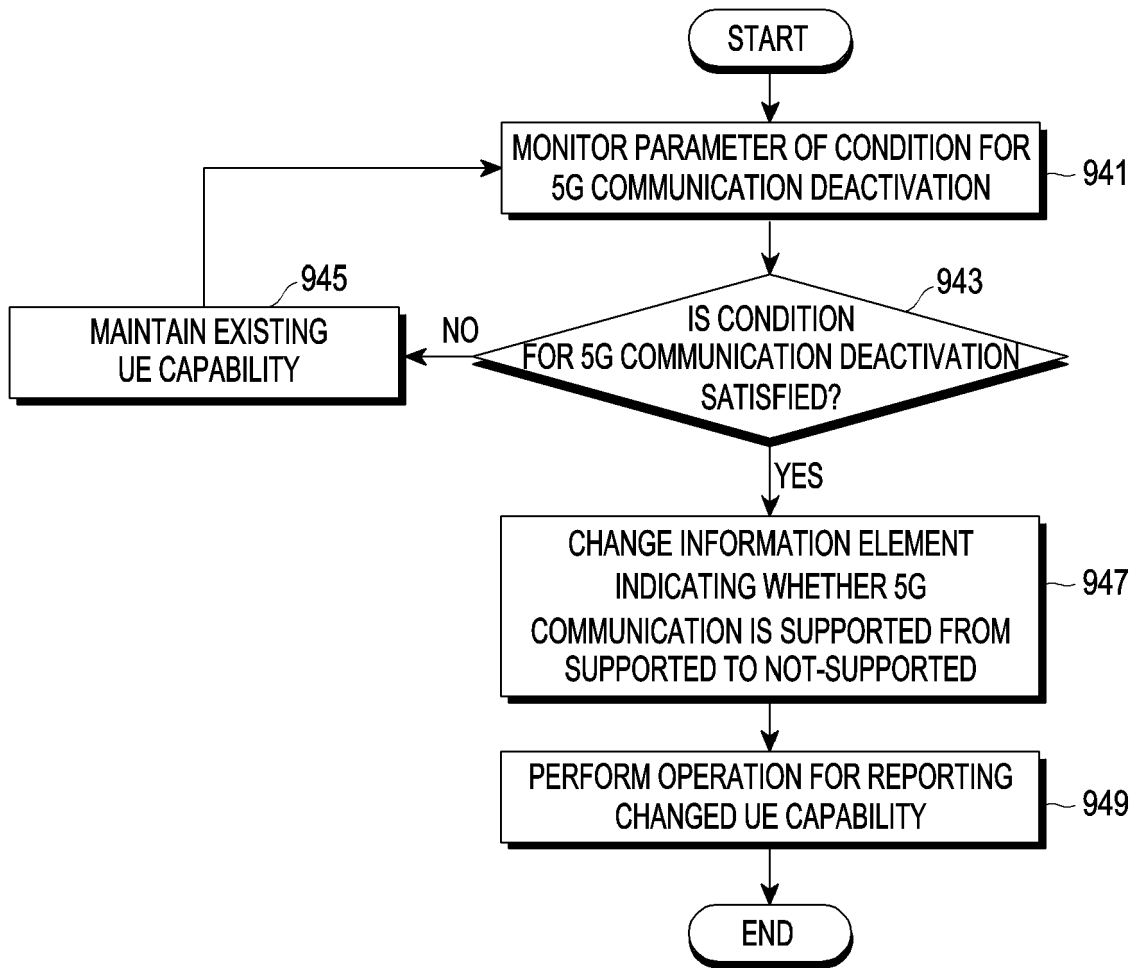 START
MONITOR PARAMETER OF CONDITION FOR
5G COMMUNICATION DEACTIVATION
941
943
IS CONDITION
FOR 5G COMMUNICATION DEACTIVATION
SATISFIED?
NO
945
MAINTAIN EXISTING
UE CAPABILITY
YES
CHANGE INFORMATION ELEMENT
INDICATING WHETHER 5G
COMMUNICATION IS SUPPORTED FROM
SUPPORTED TO NOT-SUPPORTED
947
PERFORM OPERATION FOR REPORTING
CHANGED UE CAPABILITY
949
END